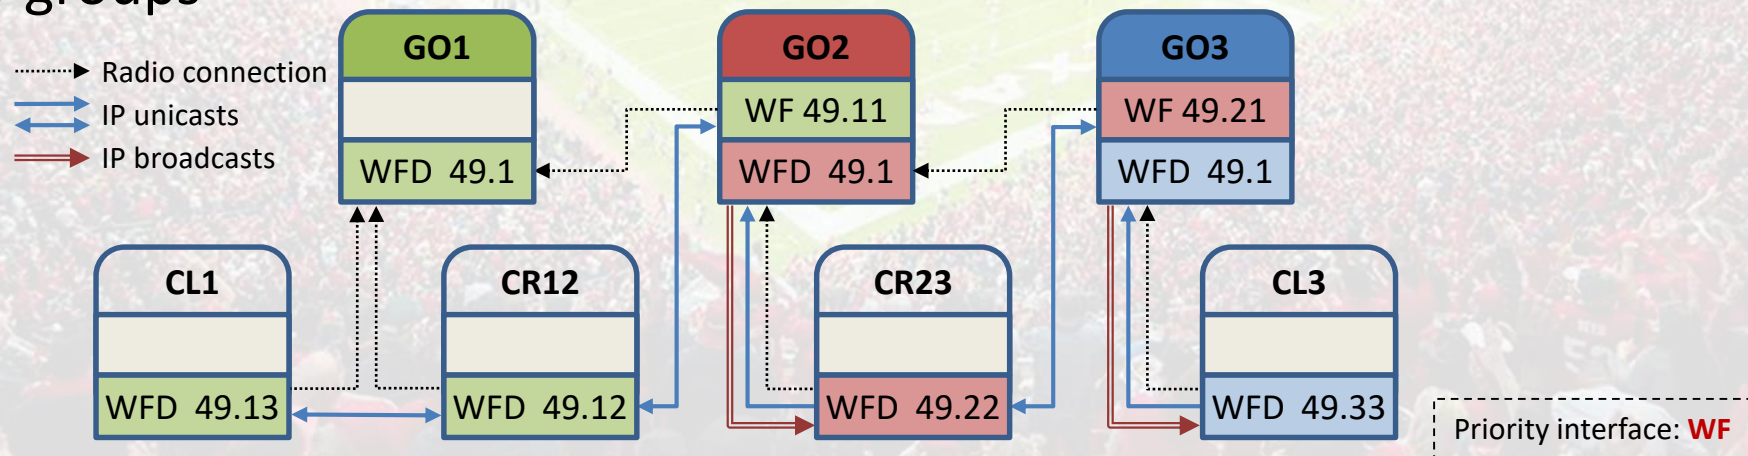 groups
Radio connection
IP unicasts
IP broadcasts
GO1
WFD 49.1
GO2
WF 49.11
WFD 49.1
GO3
WF 49.21
WFD 49.1
CL1
WFD 49.13
CR12
WFD 49.12
CR23
WFD 49.22
CL3
WFD 49.33
Priority interface: WF